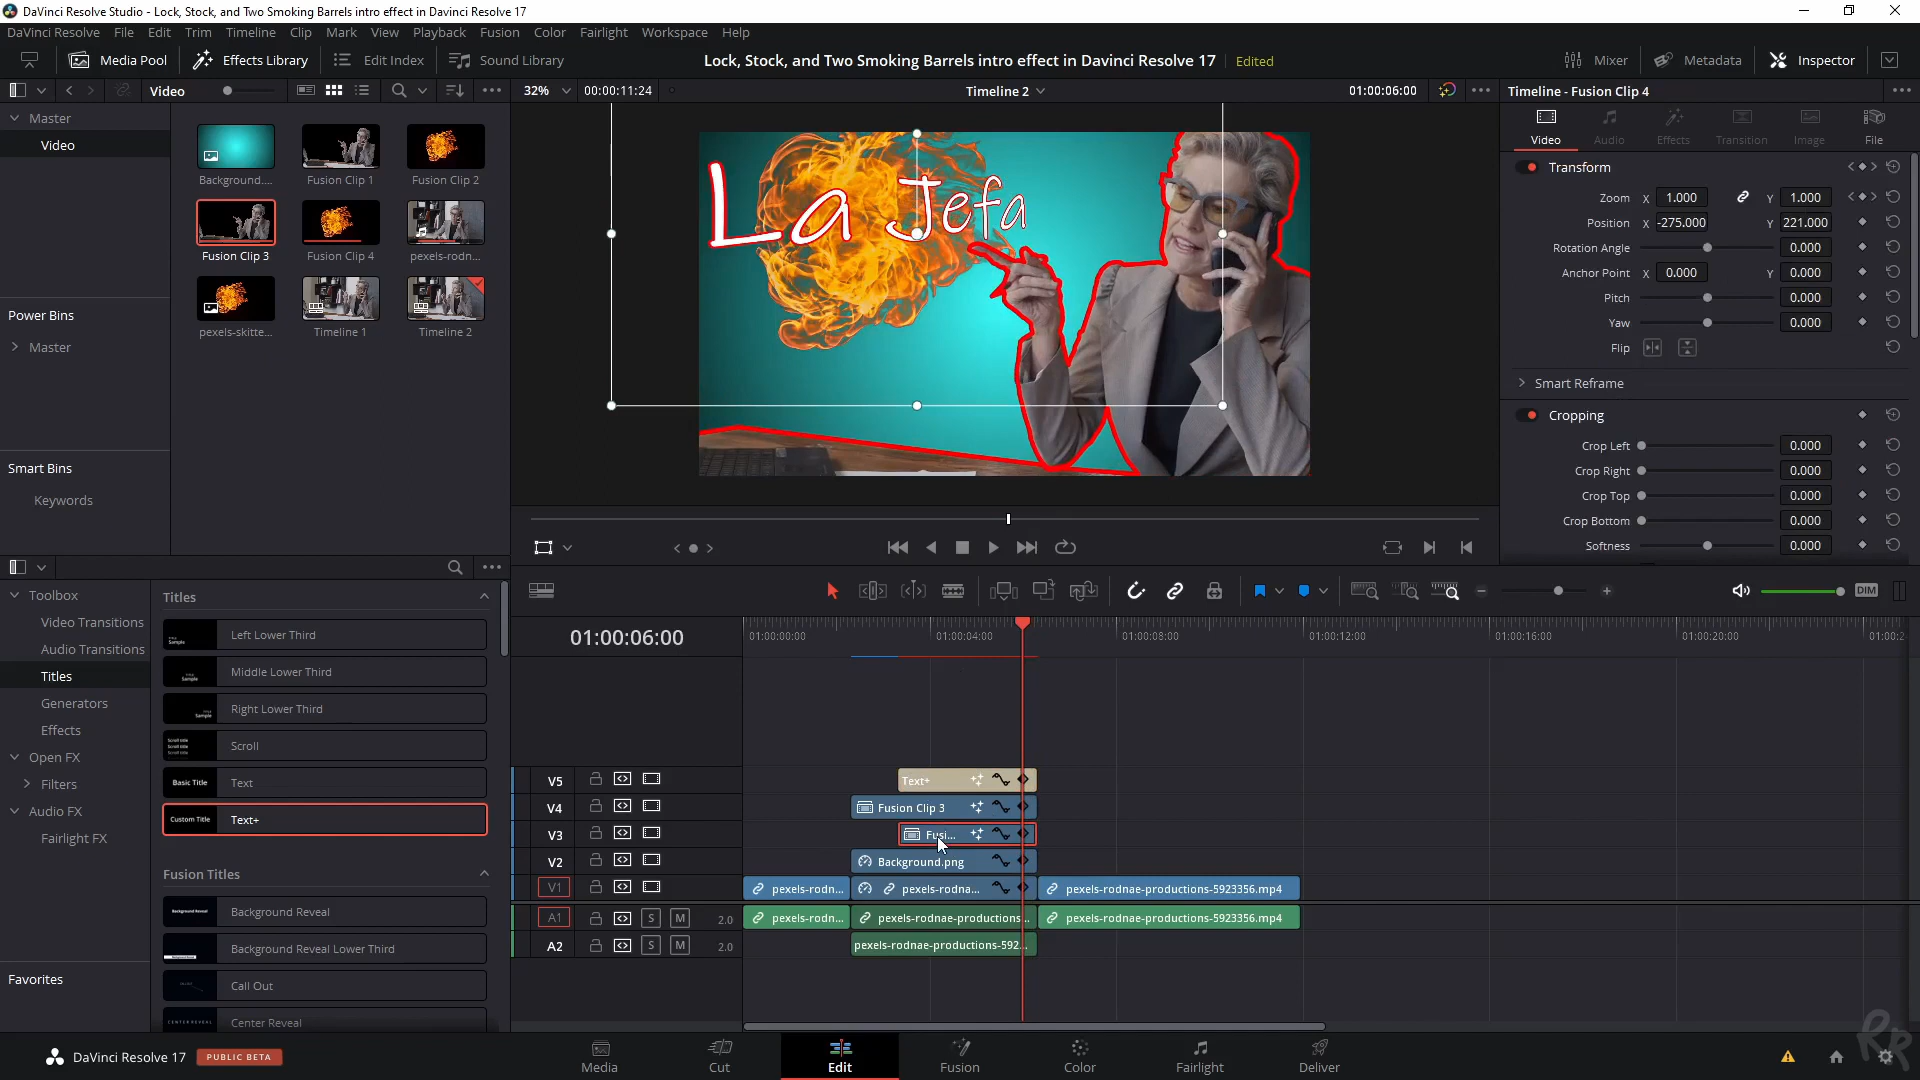 DaVinci Resolve Studio - Lock, Stock, and Two Smoking Barrels intro effect in Davinci Resolve 17
DaVinci Resolve File Edit Trim Timeline Clip Mark View Playback Fusion Color Fairlight Workspace Help
Media Pool Effects Library Edit Index Sound Library Lock, Stock, and Two Smoking Barrels intro effect in Davinci Resolve 17 Edited Mixer Metadata Inspector
Video 32% 00:00:11:24 Timeline 2 01:00:06:00 Timeline - Fusion Clip 4
Master
Video
Power Bins
Master
Smart Bins
Keywords
Background.... Fusion Clip 1 Fusion Clip 2
Fusion Clip 3 Fusion Clip 4 pexels-rodn...
pexels-skitte... Timeline 1 Timeline 2
La Jefa
Video Audio Effects Transition Image File
Transform
Zoom X 1.000 Y 1.000
Position X -275.000 Y 221.000
Rotation Angle 0.000
Anchor Point X 0.000 Y 0.000
Pitch 0.000
Yaw 0.000
Flip
Smart Reframe
Cropping
Crop Left 0.000
Crop Right 0.000
Crop Top 0.000
Crop Bottom 0.000
Softness 0.000
Toolbox
Video Transitions
Audio Transitions
Titles
Generators
Effects
Open FX
Filters
Audio FX
Fairlight FX
Favorites
Titles
Left Lower Third
Middle Lower Third
Right Lower Third
Scroll
Basic Title Text
Custom Title Text+
Fusion Titles
Background Reveal Background Reveal
Background Reveal Lower Third
Call Out
CENTER REVEAL Center Reveal
DIM
01:00:06:00 01:00:00:00 01:00:04:00 01:00:08:00 01:00:12:00 01:00:16:00 01:00:20:00 01:00:2
V5 Text+
V4 Fusion Clip 3
V3 Fusi...
V2 Background.png
V1 pexels-rodn... pexels-rodna... pexels-rodnae-productions-5923356.mp4
A1 S M 2.0 pexels-rodn... pexels-rodnae-productions... pexels-rodnae-productions-5923356.mp4
A2 S M 2.0 pexels-rodnae-productions-592...
DaVinci Resolve 17 PUBLIC BETA Media Cut Edit Fusion Color Fairlight Deliver
RR